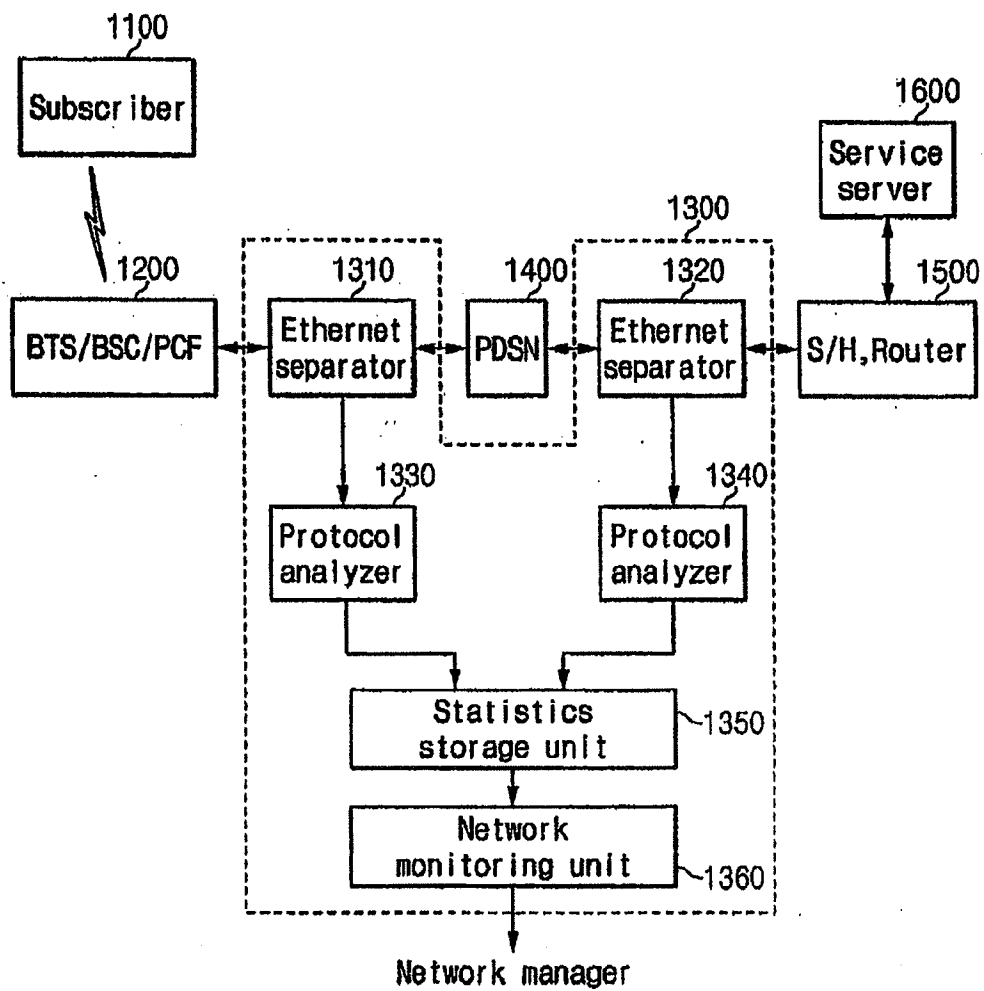 1100
Subscriber
1600
Service
server
1300
1200
1310
1400
1320
1500
BTS/BSC/PCF
Ethernet
separator
PDSN
Ethernet
separator
S/H,Router
1330
1340
Protocol
analyzer
Protocol
analyzer
Statistics
storage unit
1350
Network
monitoring unit
1360
Network manager